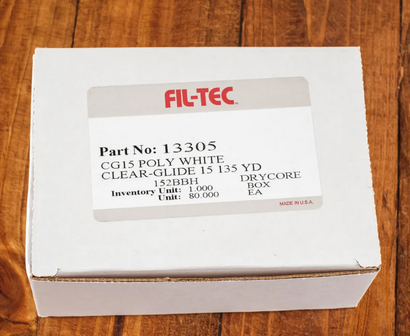 FIL-TEC
Part No: 13305
CG15 POLY WHITE
CLEAR-GLIDE 15 135 YD
152BBH DRYCORE
Inventory Unit: 1.000 BOX
Unit: 80.000 EA
MADE IN U.S.A.